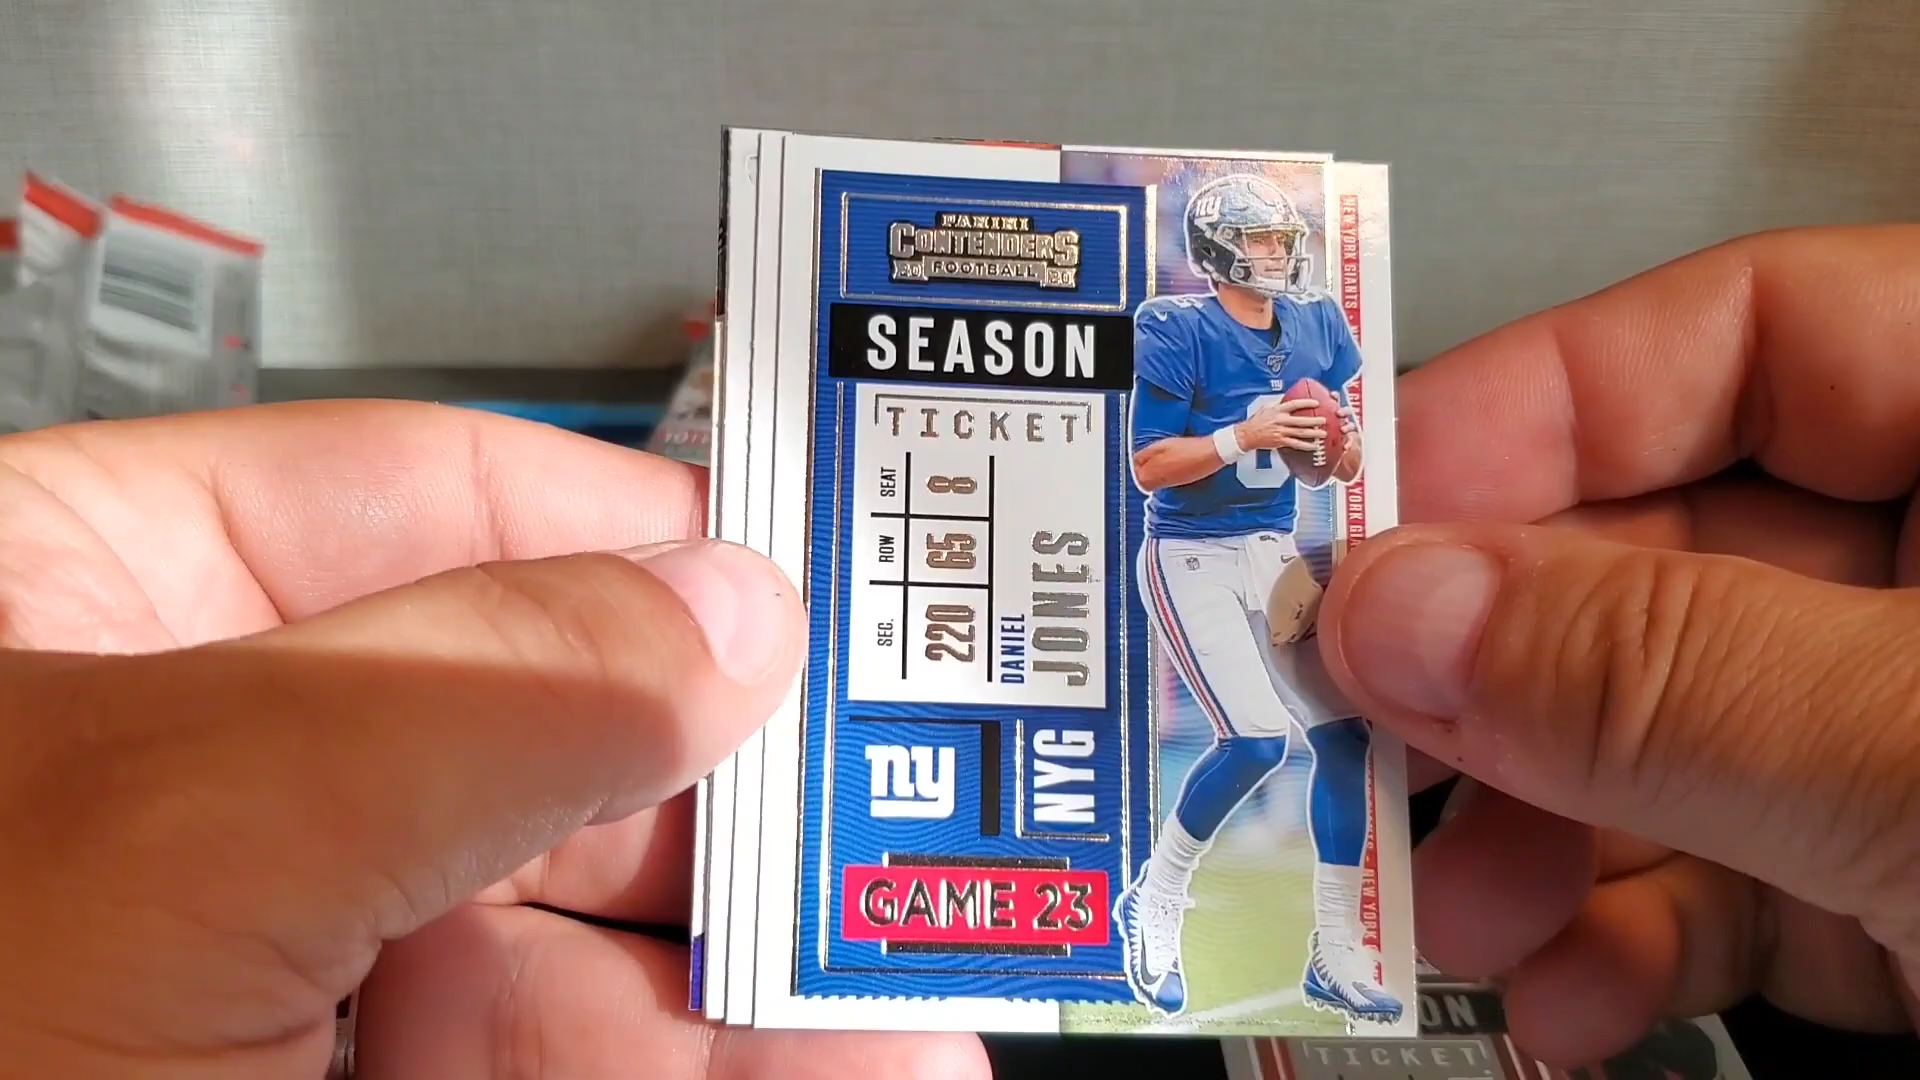 PANINI
CONTENDERS
20 FOOTBALL 20
SEASON
TICKET
SEC. ROW SEAT
220 65 8
DANIEL
JONES
ny
NYG
GAME 23
NEW YORK GIANTS
NEW YORK
ny
TICKET